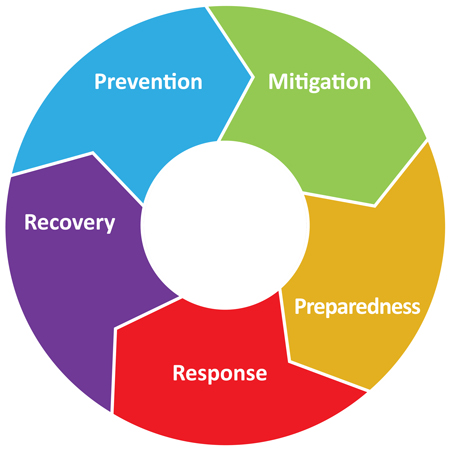 Prevention
Mitigation
Preparedness
Response
Recovery